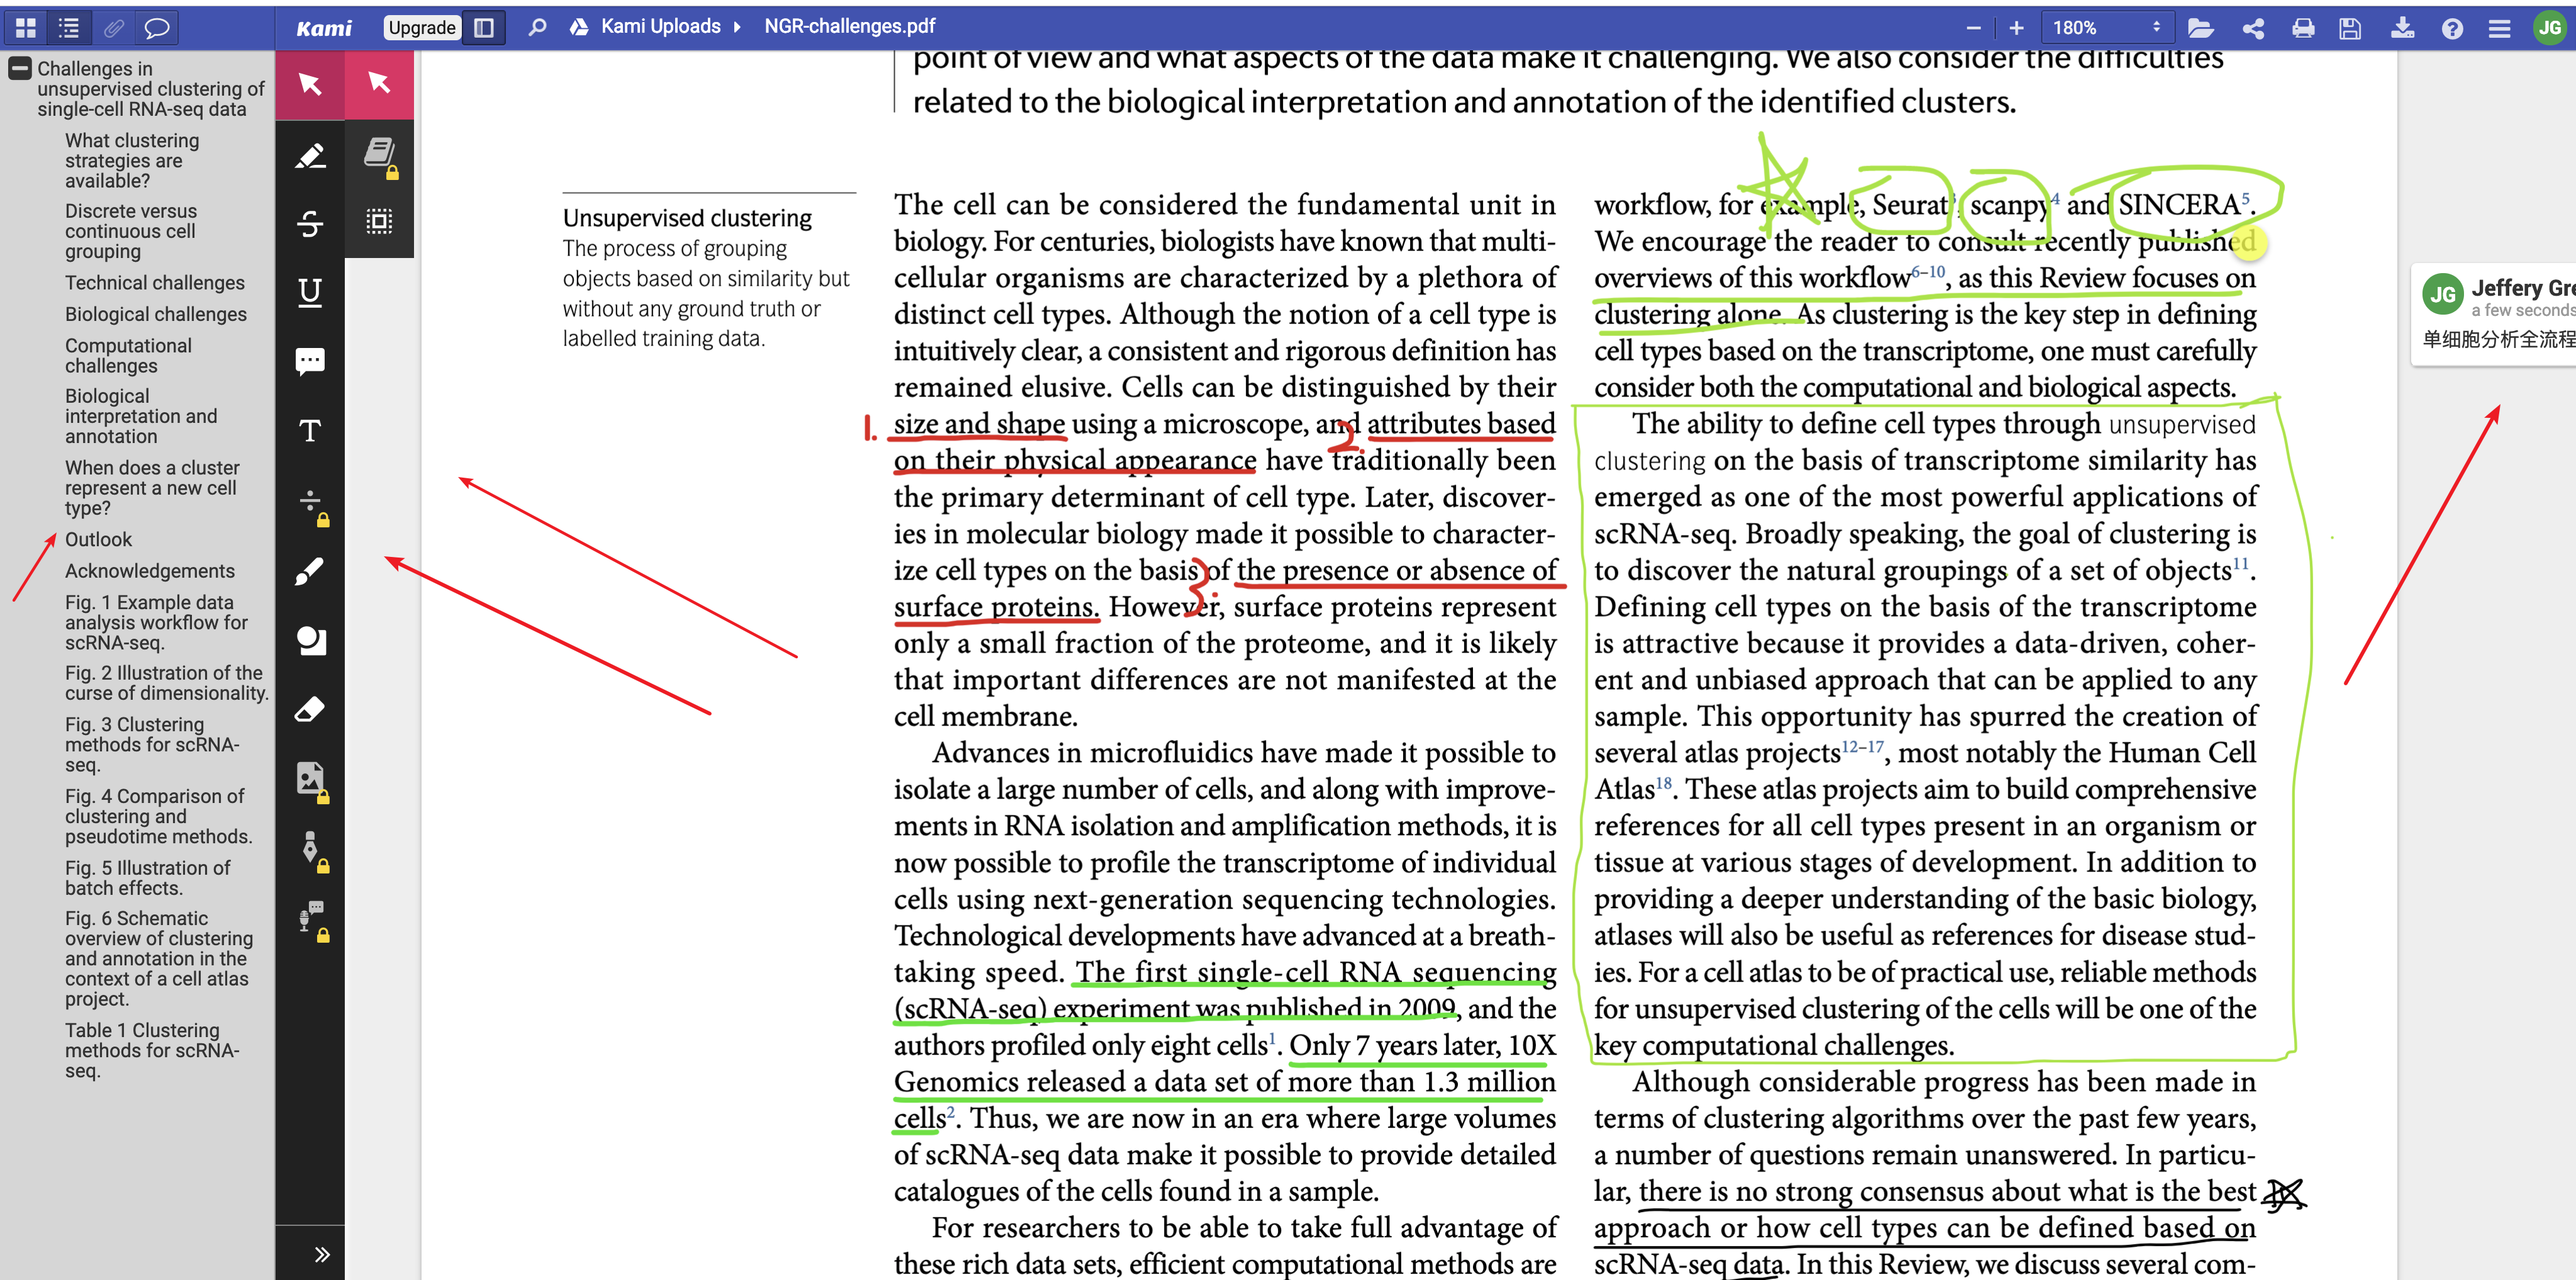 Kami
Upgrade
Kami Uploads
NGR-challenges.pdf
180%
JG
Challenges in
unsupervised clustering of
single-cell RNA-seq data
What clustering
strategies are
available?
Discrete versus
continuous cell
grouping
Technical challenges
Biological challenges
Computational
challenges
Biological
interpretation and
annotation
When does a cluster
represent a new cell
type?
Outlook
Acknowledgements
Fig. 1 Example data
analysis workflow for
scRNA-seq.
Fig. 2 Illustration of the
curse of dimensionality.
Fig. 3 Clustering
methods for scRNA-
seq.
Fig. 4 Comparison of
clustering and
pseudotime methods.
Fig. 5 Illustration of
batch effects.
Fig. 6 Schematic
overview of clustering
and annotation in the
context of a cell atlas
project.
Table 1 Clustering
methods for scRNA-
seq.
point of view and what aspects of the data make it challenging. We also consider the difficulties
related to the biological interpretation and annotation of the identified clusters.
Unsupervised clustering
The process of grouping
objects based on similarity but
without any ground truth or
labelled training data.
The cell can be considered the fundamental unit in
biology. For centuries, biologists have known that multi-
cellular organisms are characterized by a plethora of
distinct cell types. Although the notion of a cell type is
intuitively clear, a consistent and rigorous definition has
remained elusive. Cells can be distinguished by their
1. size and shape using a microscope, and 2. attributes based
on their physical appearance have traditionally been
the primary determinant of cell type. Later, discover-
ies in molecular biology made it possible to character-
ize cell types on the basis 3. of the presence or absence of
surface proteins. However, surface proteins represent
only a small fraction of the proteome, and it is likely
that important differences are not manifested at the
cell membrane.
Advances in microfluidics have made it possible to
isolate a large number of cells, and along with improve-
ments in RNA isolation and amplification methods, it is
now possible to profile the transcriptome of individual
cells using next-generation sequencing technologies.
Technological developments have advanced at a breath-
taking speed. The first single-cell RNA sequencing
(scRNA-seq) experiment was published in 2009, and the
authors profiled only eight cells1. Only 7 years later, 10X
Genomics released a data set of more than 1.3 million
cells2. Thus, we are now in an era where large volumes
of scRNA-seq data make it possible to provide detailed
catalogues of the cells found in a sample.
For researchers to be able to take full advantage of
these rich data sets, efficient computational methods are
workflow, for example, Seurat3, scanpy4 and SINCERA5.
We encourage the reader to consult recently published
overviews of this workflow6–10, as this Review focuses on
clustering alone. As clustering is the key step in defining
cell types based on the transcriptome, one must carefully
consider both the computational and biological aspects.
The ability to define cell types through unsupervised
clustering on the basis of transcriptome similarity has
emerged as one of the most powerful applications of
scRNA-seq. Broadly speaking, the goal of clustering is
to discover the natural groupings of a set of objects11.
Defining cell types on the basis of the transcriptome
is attractive because it provides a data-driven, coher-
ent and unbiased approach that can be applied to any
sample. This opportunity has spurred the creation of
several atlas projects12–17, most notably the Human Cell
Atlas18. These atlas projects aim to build comprehensive
references for all cell types present in an organism or
tissue at various stages of development. In addition to
providing a deeper understanding of the basic biology,
atlases will also be useful as references for disease stud-
ies. For a cell atlas to be of practical use, reliable methods
for unsupervised clustering of the cells will be one of the
key computational challenges.
Although considerable progress has been made in
terms of clustering algorithms over the past few years,
a number of questions remain unanswered. In particu-
lar, there is no strong consensus about what is the best
approach or how cell types can be defined based on
scRNA-seq data. In this Review, we discuss several com-
JG
Jeffery Gre
a few seconds
单细胞分析全流程